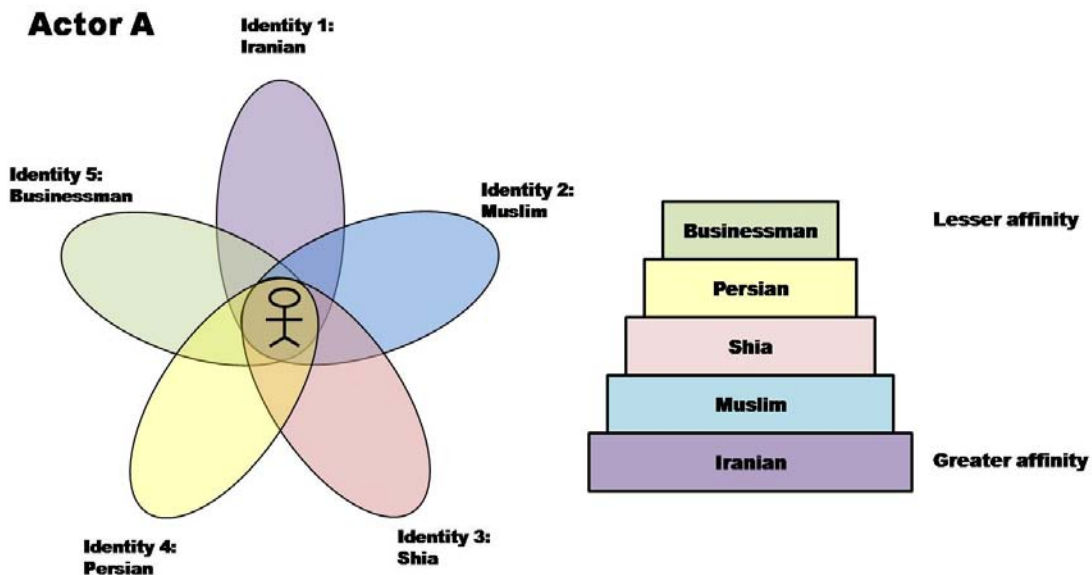 Actor A
Identity 1:
Iranian
Identity 5:
Businessman
Identity 2:
Muslim
Identity 4:
Persian
Identity 3:
Shia
Businessman
Lesser affinity
Persian
Shia
Muslim
Iranian
Greater affinity